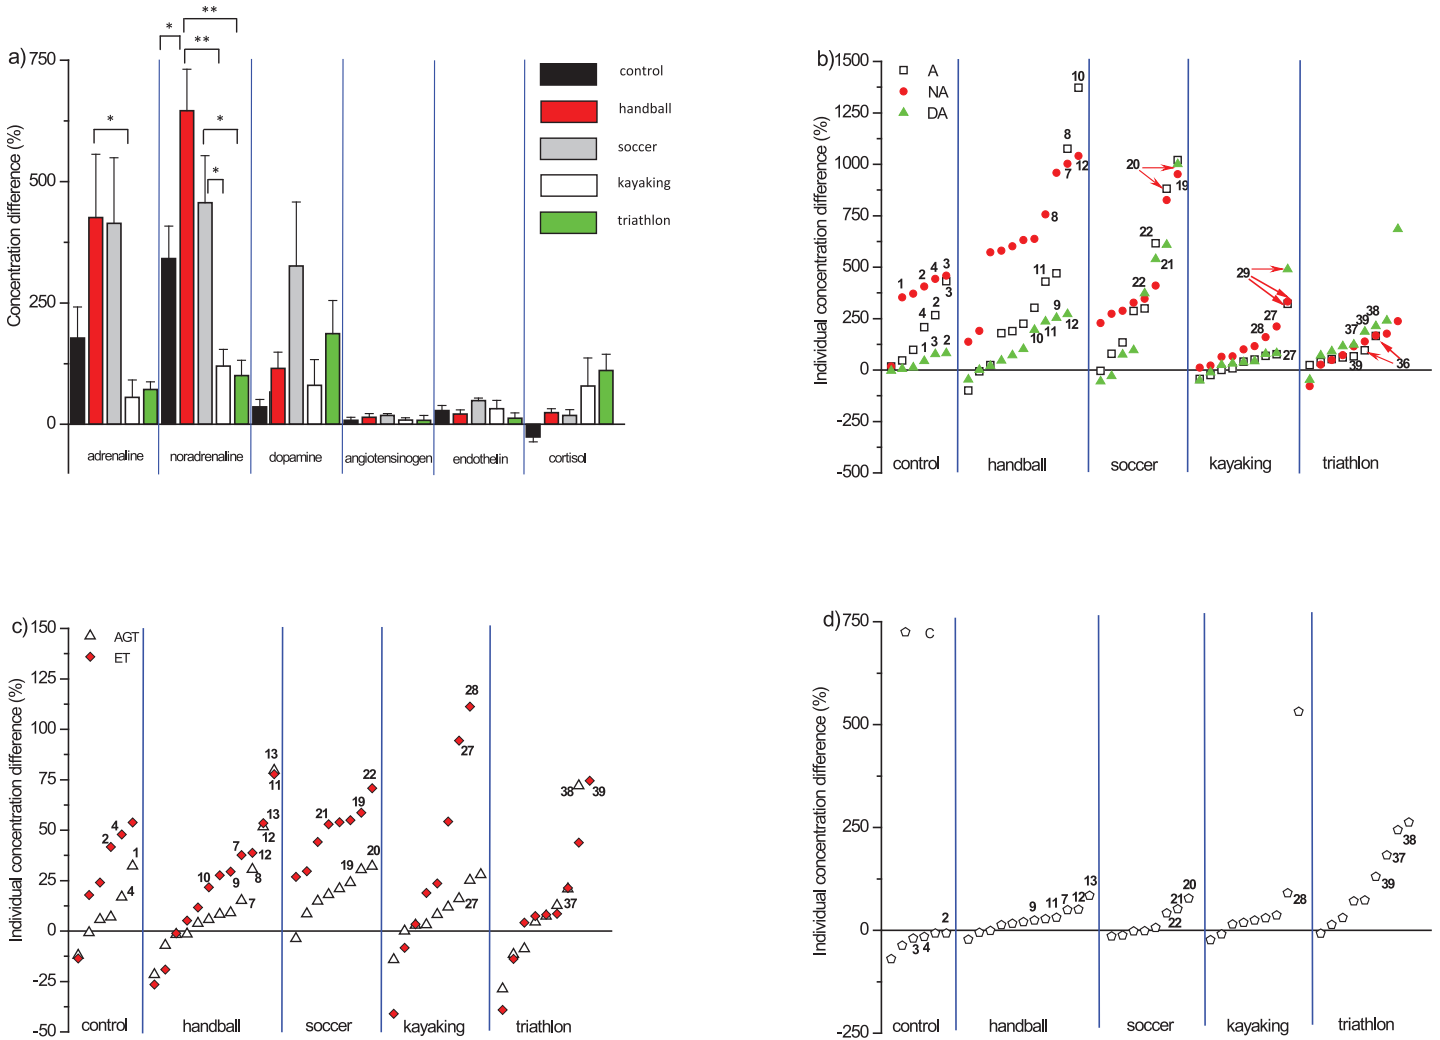 a)
Concentration difference (%)
750
500
250
0
* ** ** * * *
control
handball
soccer
kayaking
triathlon
adrenaline noradrenaline dopamine angiotensinogen endothelin cortisol
b)
Individual concentration difference (%)
1500
1250
1000
750
500
250
0
-250
-500
A
NA
DA
1 2 4 3
3
2
4
1 3 2
10
8
7 12
8
11
9
10 11 12
20
19
22
21
22
29
27
28
27
38
39
37
39
36
control handball soccer kayaking triathlon
c)
Individual concentration difference (%)
150
125
100
75
50
25
0
-25
-50
AGT
ET
4
2
1
4
13
11
13
12
7
12
10
9 8
7
22
19
21
19 20
28
27
27
38 39
37
control handball soccer kayaking triathlon
d)
Individual concentration difference (%)
750
500
250
0
-250
C
2
3 4
13
9 11 7 12
20
21
22
28
38
37
39
control handball soccer kayaking triathlon